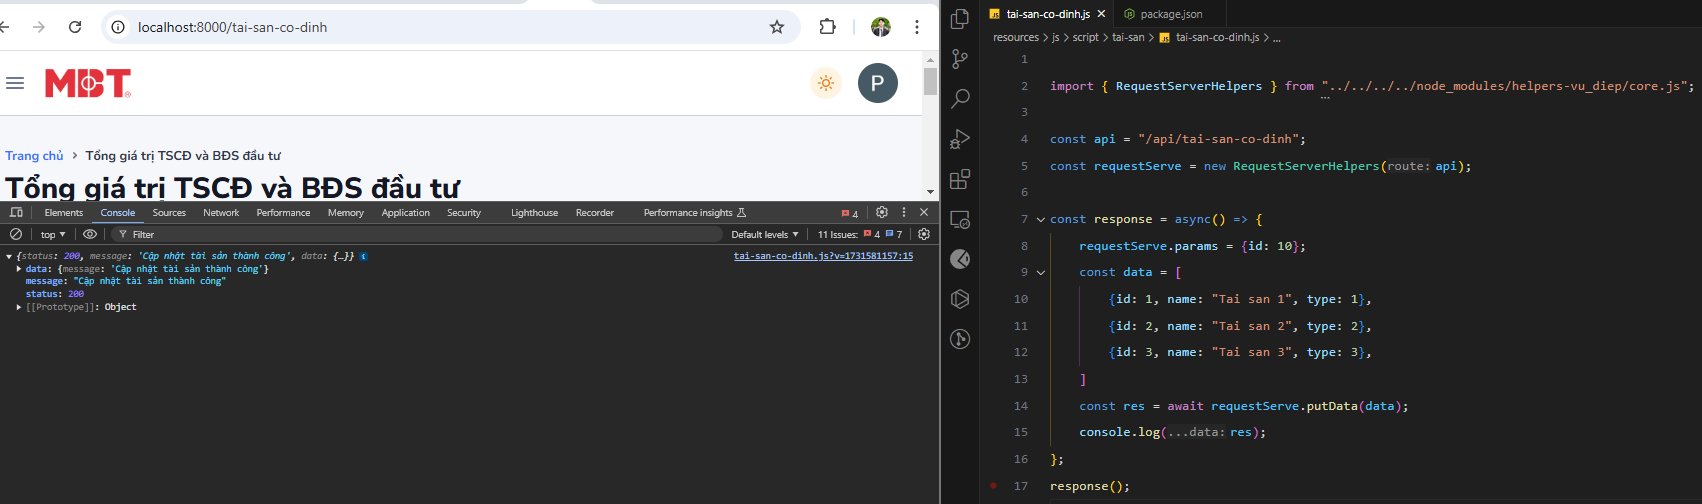 localhost:8000/tai-san-co-dinh
MBT
P
Trang chủ > Tổng giá trị TSCĐ và BĐS đầu tư
Tổng giá trị TSCĐ và BĐS đầu tư
Elements Console Sources Network Performance Memory Application Security Lighthouse Recorder Performance insights 4
top Filter Default levels 11 Issues: 4 7
{status: 200, message: 'Cập nhật tài sản thành công', data: {…}} tai-san-co-dinh.js?v=1731581157:15
data: {message: 'Cập nhật tài sản thành công'}
message: "Cập nhật tài sản thành công"
status: 200
[[Prototype]]: Object
JS tai-san-co-dinh.js package.json
resources > js > script > tai-san > JS tai-san-co-dinh.js > ...
1
2 import { RequestServerHelpers } from "../../../../node_modules/helpers-vu_diep/core.js";
3
4 const api = "/api/tai-san-co-dinh";
5 const requestServe = new RequestServerHelpers(route: api);
6
7 const response = async() => {
8 requestServe.params = {id: 10};
9 const data = [
10 {id: 1, name: "Tai san 1", type: 1},
11 {id: 2, name: "Tai san 2", type: 2},
12 {id: 3, name: "Tai san 3", type: 3},
13 ]
14 const res = await requestServe.putData(data);
15 console.log(...data: res);
16 };
17 response();